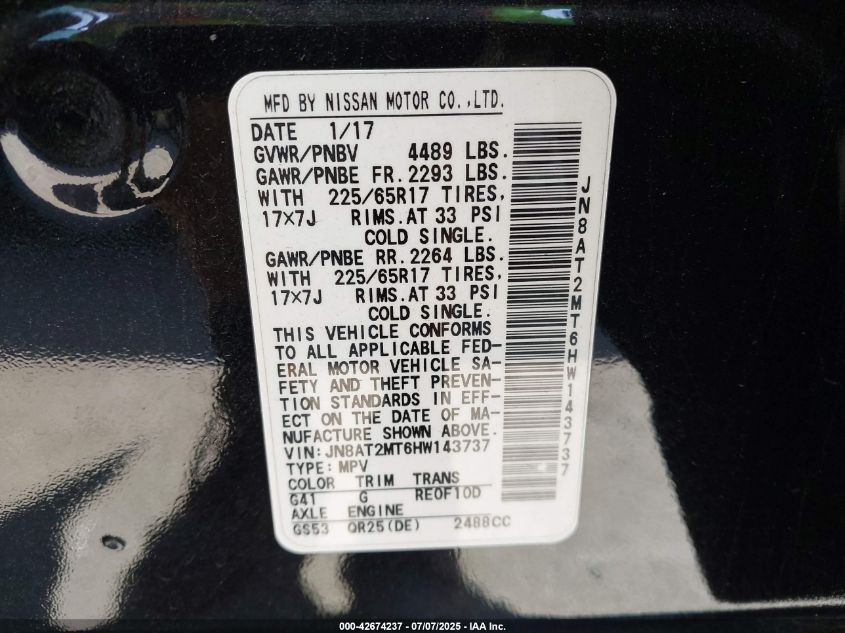 MFD BY NISSAN MOTOR CO.,LTD.
DATE 1/17
GVWR/PNBV 4489 LBS.
GAWR/PNBE FR. 2293 LBS.
WITH 225/65R17 TIRES,
17×7J RIMS.AT 33 PSI
COLD SINGLE.
GAWR/PNBE RR. 2264 LBS.
WITH 225/65R17 TIRES,
17×7J RIMS.AT 33 PSI
COLD SINGLE.
THIS VEHICLE CONFORMS
TO ALL APPLICABLE FED-
ERAL MOTOR VEHICLE SA-
FETY AND THEFT PREVEN-
TION STANDARDS IN EFF-
ECT ON THE DATE OF MA-
NUFACTURE SHOWN ABOVE.
VIN:JN8AT2MT6HW143737
TYPE:MPV
COLOR TRIM TRANS
G41 G RE0F10D
AXLE ENGINE
GS53 QR25(DE) 2488CC
JN8AT2MT6HW143737
000-42674237 - 07/07/2025 - IAA Inc.